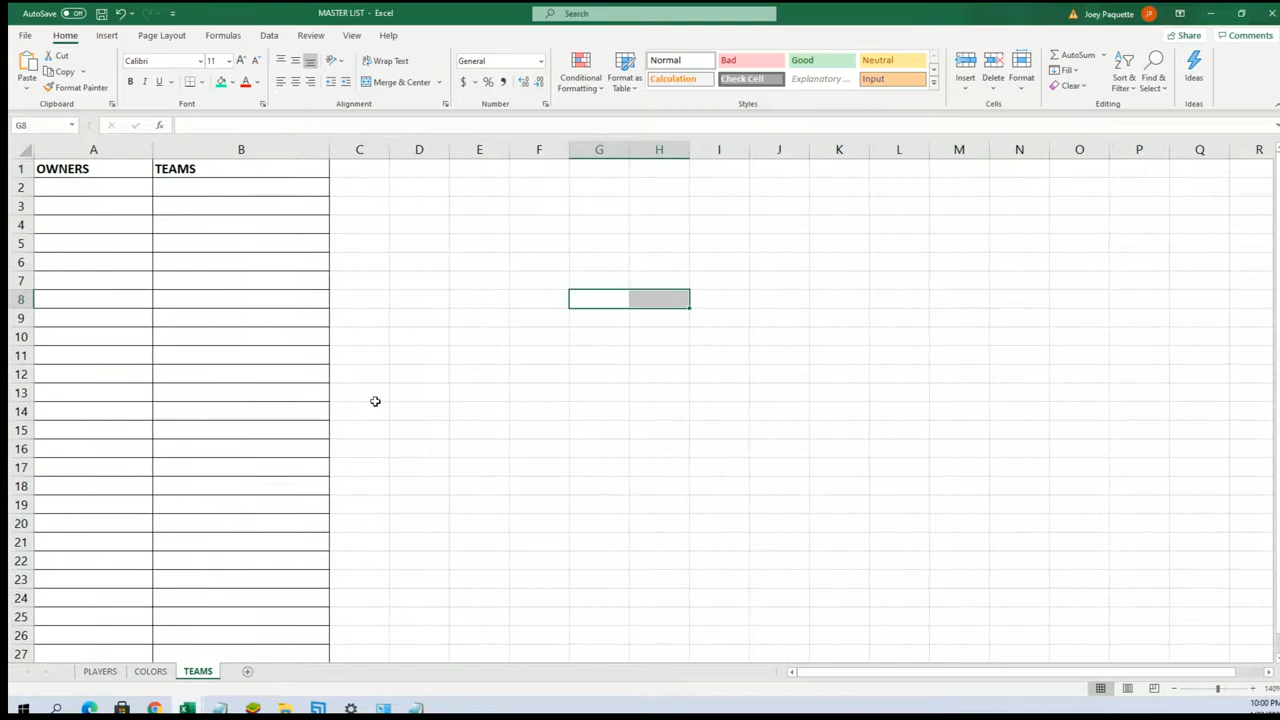 AutoSave Off
MASTER LIST - Excel
Search
Joey Paquette JP
File Home Insert Page Layout Formulas Data Review View Help
Share Comments
Paste
Cut
Copy
Format Painter
Clipboard
Calibri 11
B I U
Font
Wrap Text
Merge & Center
Alignment
General
Number
Conditional Formatting
Format as Table
Normal Bad Good Neutral
Calculation Check Cell Explanatory ... Input
Styles
Insert Delete Format
Cells
AutoSum
Fill
Clear
Sort & Filter
Find & Select
Editing
Ideas
Ideas
G8
fx
A B C D E F G H I J K L M N O P Q R
1 OWNERS TEAMS
2
3
4
5
6
7
8
9
10
11
12
13
14
15
16
17
18
19
20
21
22
23
24
25
26
27
PLAYERS COLORS TEAMS
140%
10:00 PM